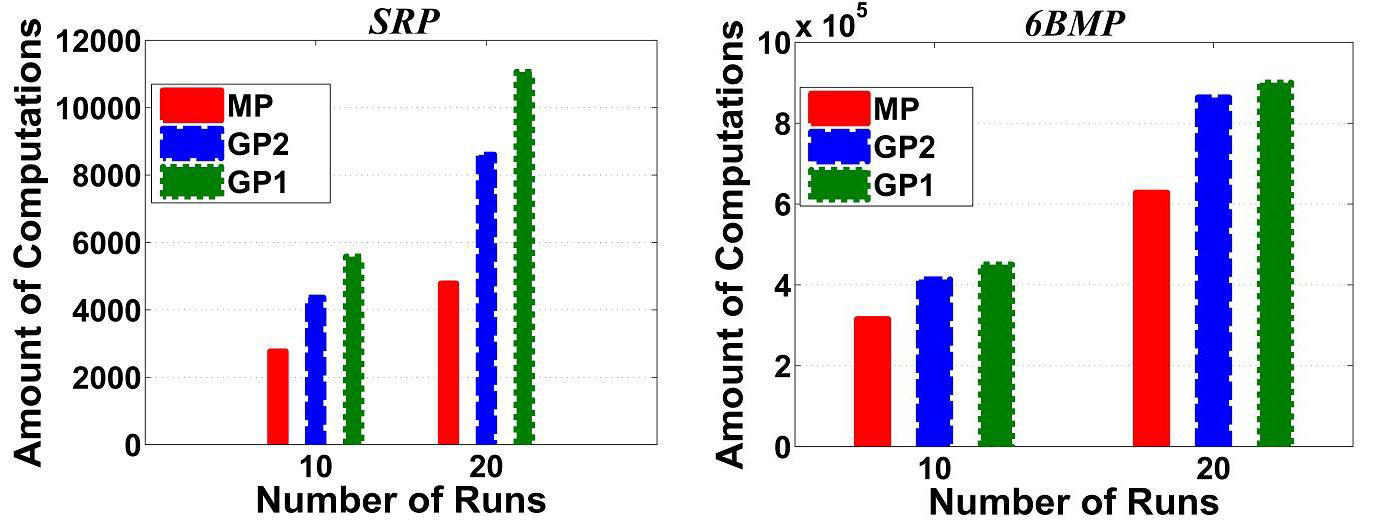 SRP
Amount of Computations
12000
10000
8000
6000
4000
2000
0
MP
GP2
GP1
10
20
Number of Runs
6BMP
x 10^5
Amount of Computations
10
8
6
4
2
0
MP
GP2
GP1
10
20
Number of Runs